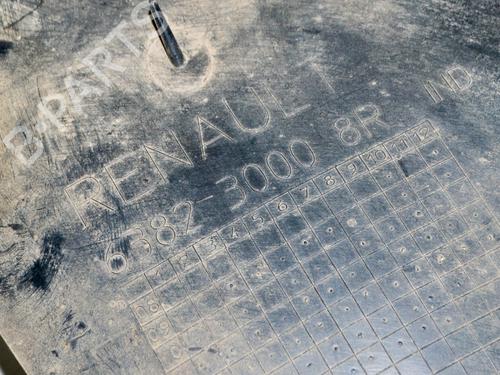 B-PARTS
RENAULT IND
6382-3000 8R
1 2 3 4 5 6 7 8 9 10 11 12